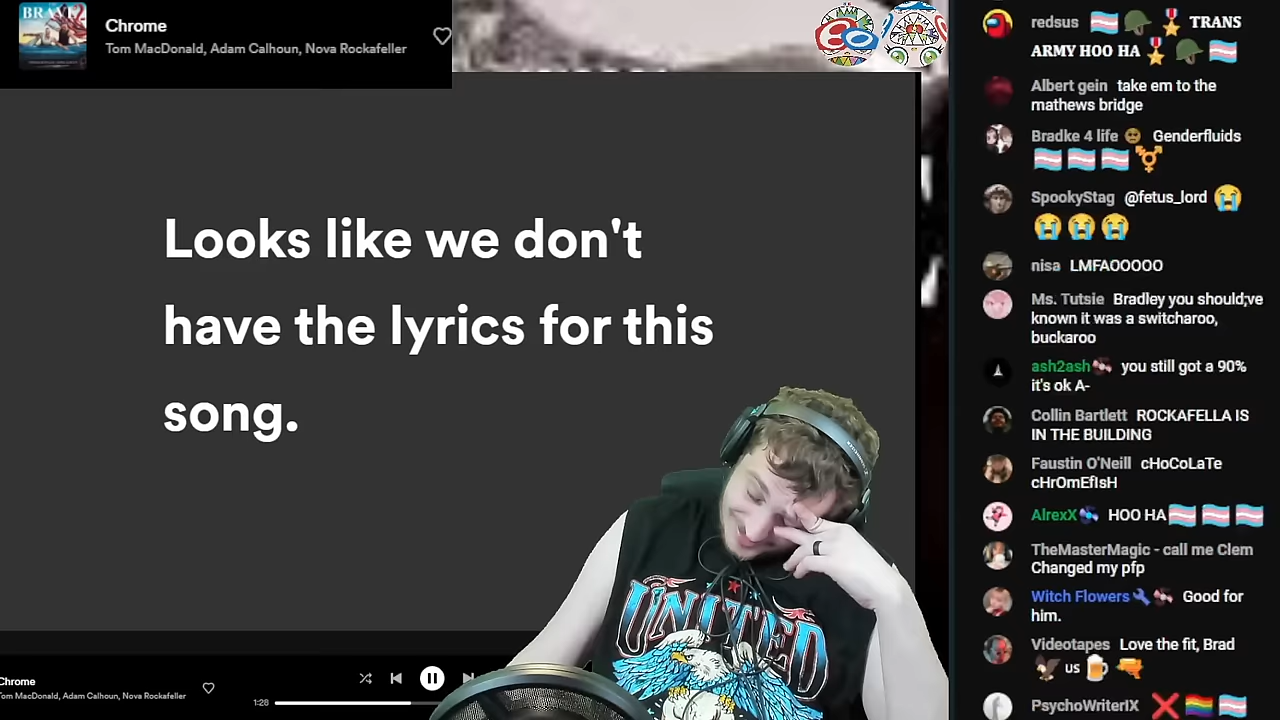 BRAVE
Chrome
Tom MacDonald, Adam Calhoun, Nova Rockafeller
Looks like we don't
have the lyrics for this
song.
UNITED
Chrome
Tom MacDonald, Adam Calhoun, Nova Rockafeller
1:28
redsus 🏳️‍⚧️ 🪖 🎖️ TRANS
ARMY HOO HA 🎖️ 🪖 🏳️‍⚧️
Albert gein take em to the
mathews bridge
Bradke 4 life 🥺 Genderfluids
🏳️‍⚧️ 🏳️‍⚧️ 🏳️‍⚧️ ⚧
SpookyStag @fetus_lord 😭
😭 😭 😭
nisa LMFAOOOOO
Ms. Tutsie Bradley you should;ve
known it was a switcharoo,
buckaroo
ash2ash you still got a 90%
it's ok A-
Collin Bartlett ROCKAFELLA IS
IN THE BUILDING
Faustin O'Neill cHoCoLaTe
cHrOmEfIsH
AlrexX HOO HA 🏳️‍⚧️ 🏳️‍⚧️ 🏳️‍⚧️
TheMasterMagic - call me Clem
Changed my pfp
Witch Flowers 🔧 Good for
him.
Videotapes Love the fit, Brad
🦅 us 🍺 🔫
PsychoWriterIX ❌ 🏳️‍🌈 🏳️‍⚧️